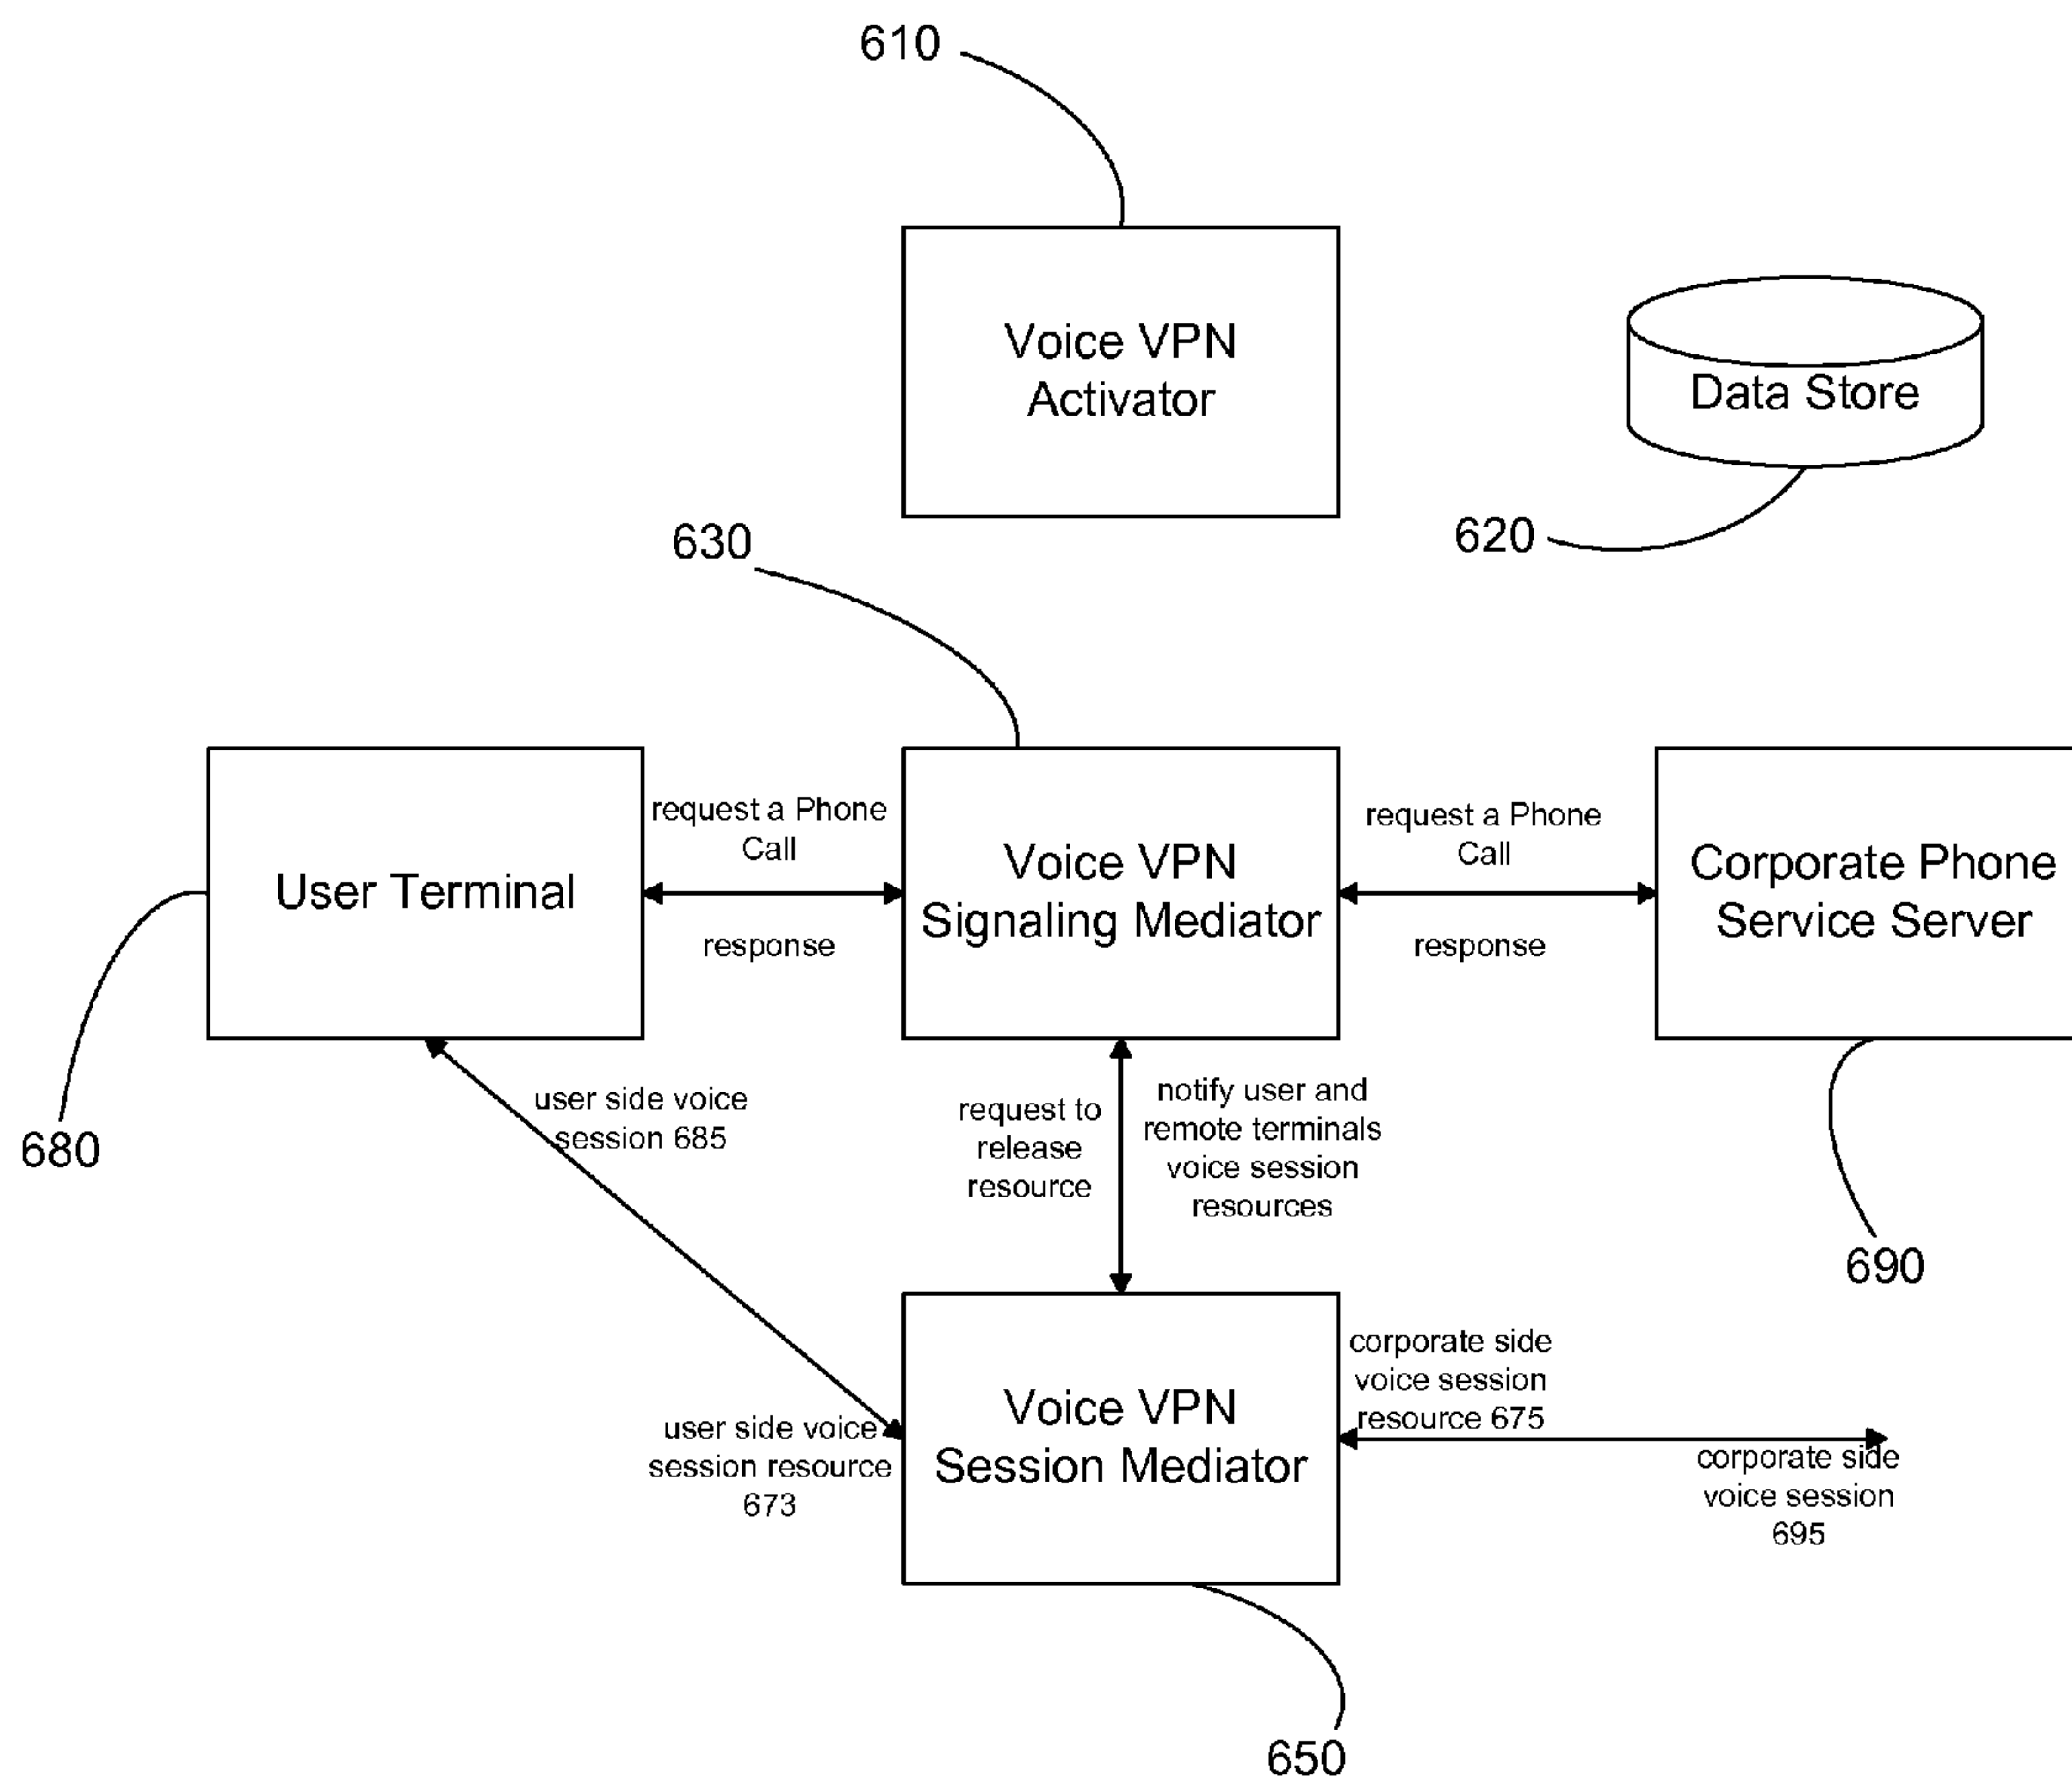 610
Voice VPN
Activator
Data Store
620
630
User Terminal
request a Phone
Call
response
Voice VPN
Signaling Mediator
request a Phone
Call
response
Corporate Phone
Service Server
680
user side voice
session 685
request to
release
resource
notify user and
remote terminals
voice session
resources
690
user side voice
session resource
673
Voice VPN
Session Mediator
corporate side
voice session
resource 675
corporate side
voice session
695
650